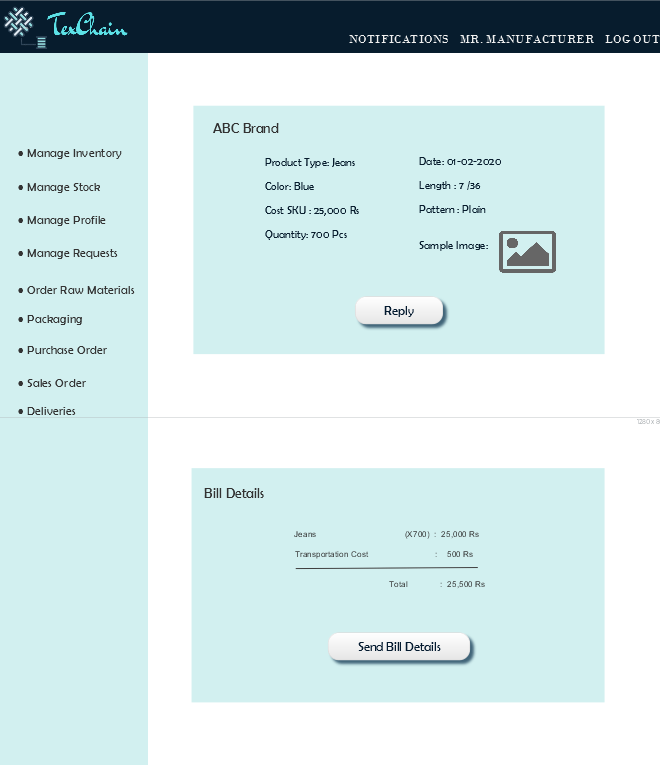 TexChain
NOTIFICATIONS MR. MANUFACTURER LOG OUT
• Manage Inventory
• Manage Stock
• Manage Profile
• Manage Requests
• Order Raw Materials
• Packaging
• Purchase Order
• Sales Order
• Deliveries
ABC Brand
Product Type: Jeans
Color: Blue
Cost SKU : 25,000 Rs
Quantity: 700 Pcs
Date: 01-02-2020
Length : 7 /36
Pattern : Plain
Sample Image:
Reply
1280 x 8
Bill Details
Jeans (X700) : 25,000 Rs
Transportation Cost : 500 Rs
Total : 25,500 Rs
Send Bill Details